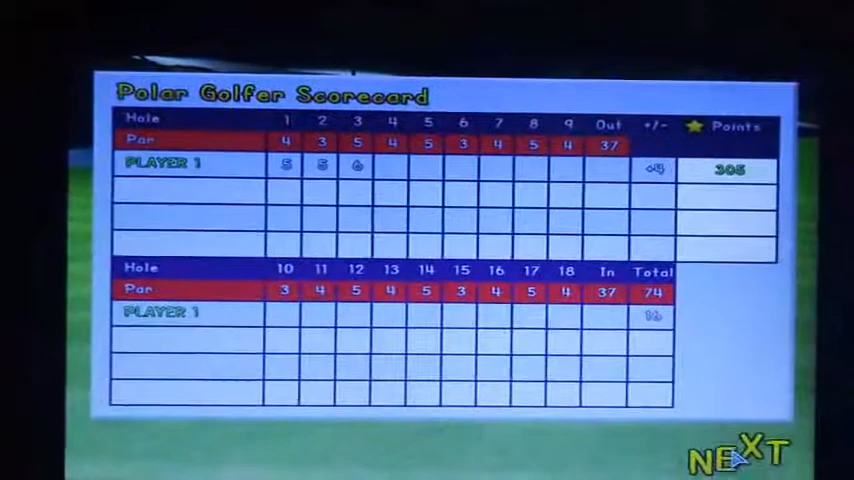 Polar Golfer Scorecard
Hole 1 2 3 4 5 6 7 8 9 Out +/- Points
Par 4 3 5 4 5 3 4 5 4 37
PLAYER 1 5 5 6 +4 305
Hole 10 11 12 13 14 15 16 17 18 In Total
Par 3 4 5 4 5 3 4 5 4 37 74
PLAYER 1 16
NEXT